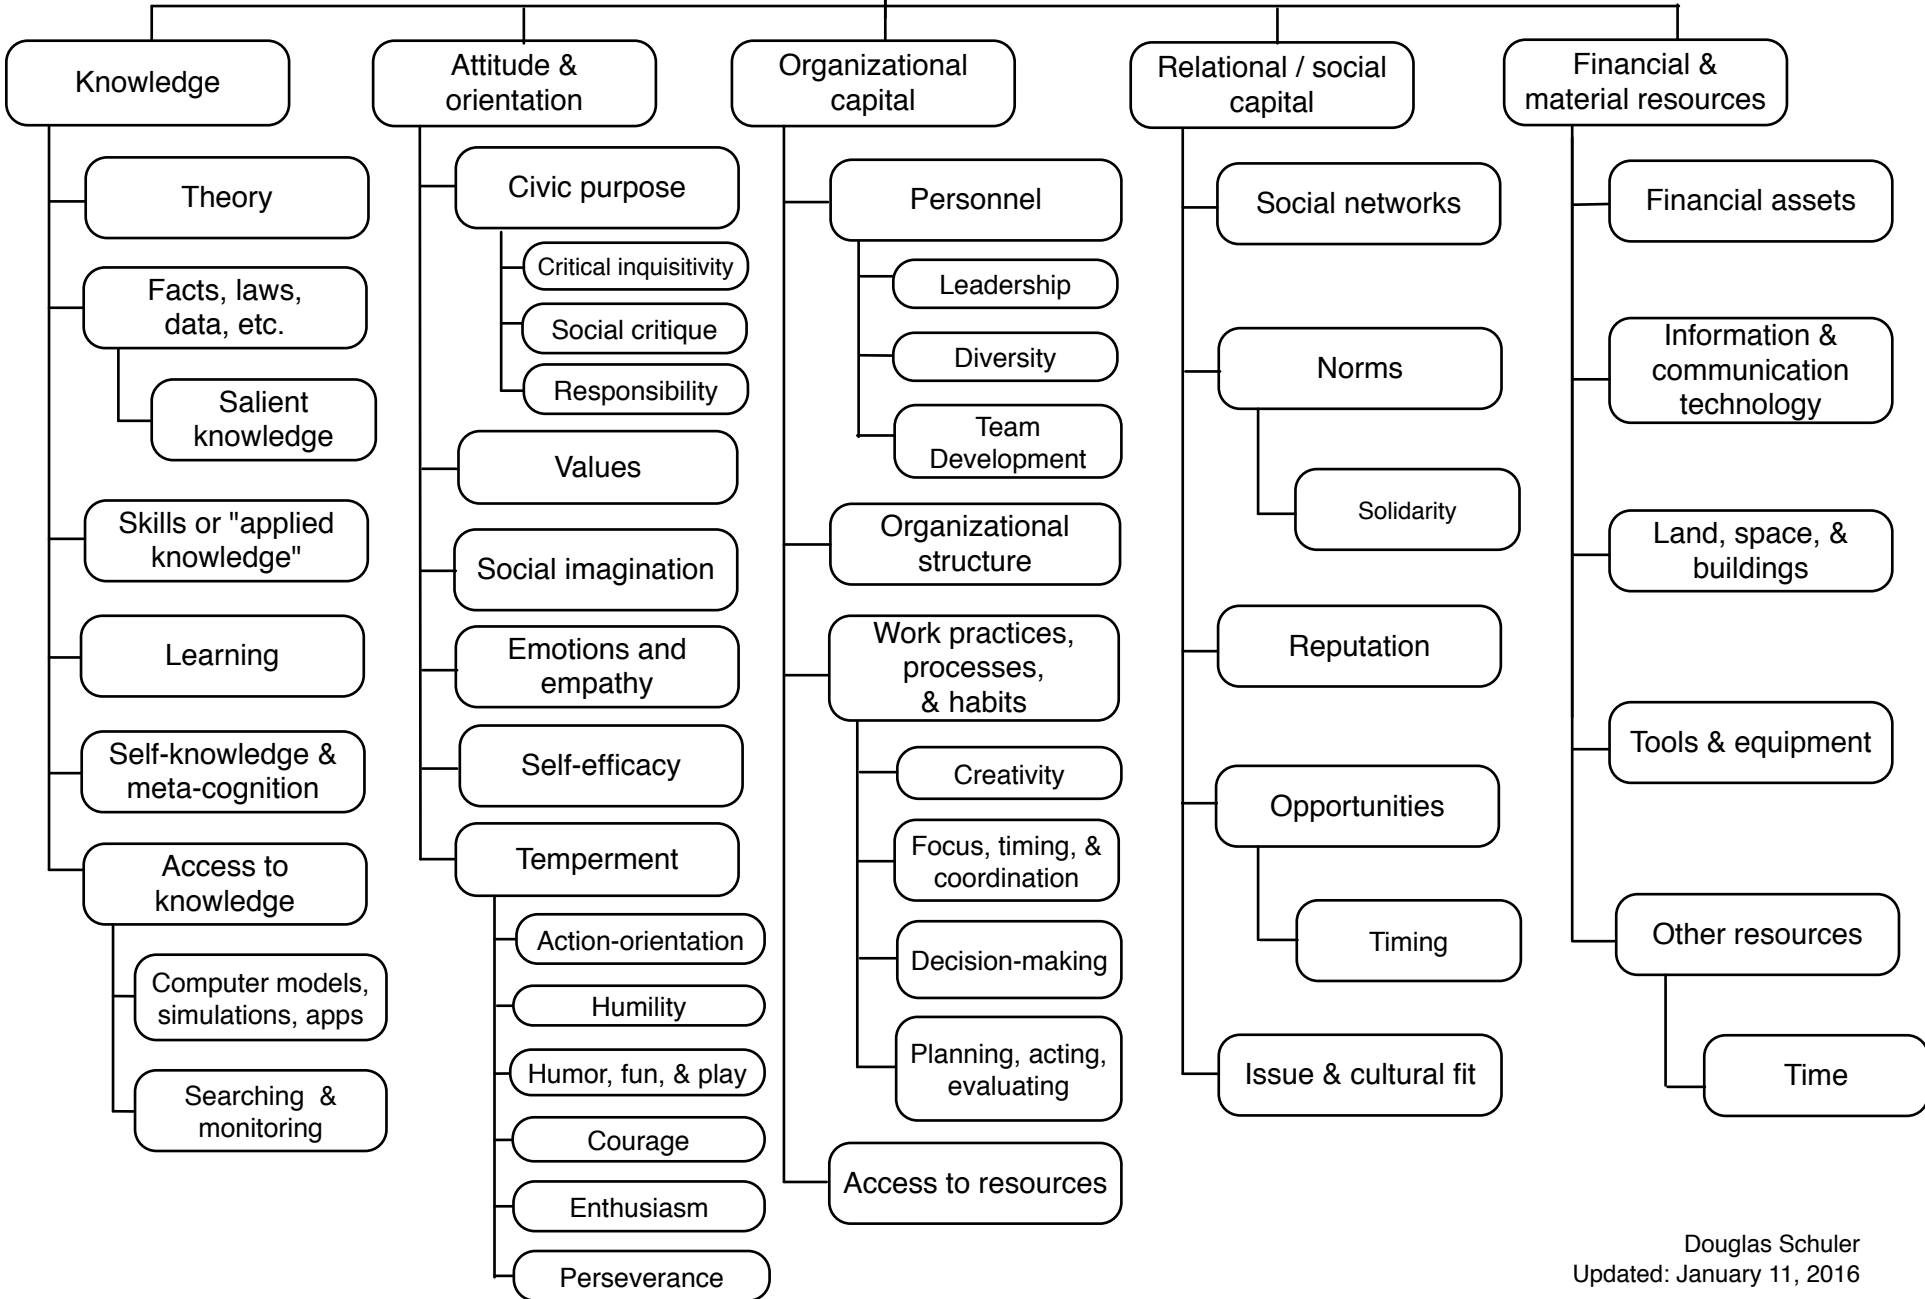 Knowledge
Theory
Facts, laws,
data, etc.
Salient
knowledge
Skills or "applied
knowledge"
Learning
Self-knowledge &
meta-cognition
Access to
knowledge
Computer models,
simulations, apps
Searching &
monitoring
Attitude &
orientation
Civic purpose
Critical inquisitivity
Social critique
Responsibility
Values
Social imagination
Emotions and
empathy
Self-efficacy
Temperment
Action-orientation
Humility
Humor, fun, & play
Courage
Enthusiasm
Perseverance
Organizational
capital
Personnel
Leadership
Diversity
Team
Development
Organizational
structure
Work practices,
processes,
& habits
Creativity
Focus, timing, &
coordination
Decision-making
Planning, acting,
evaluating
Access to resources
Relational / social
capital
Social networks
Norms
Solidarity
Reputation
Opportunities
Timing
Issue & cultural fit
Financial &
material resources
Financial assets
Information &
communication
technology
Land, space, &
buildings
Tools & equipment
Other resources
Time
Douglas Schuler
Updated: January 11, 2016